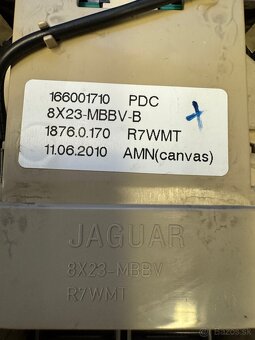 166001710 PDC
8X23-MBBV-B
1876.0.170 R7WMT
11.06.2010 AMN(canvas)
JAGUAR
8X23-MBBV
R7WMT